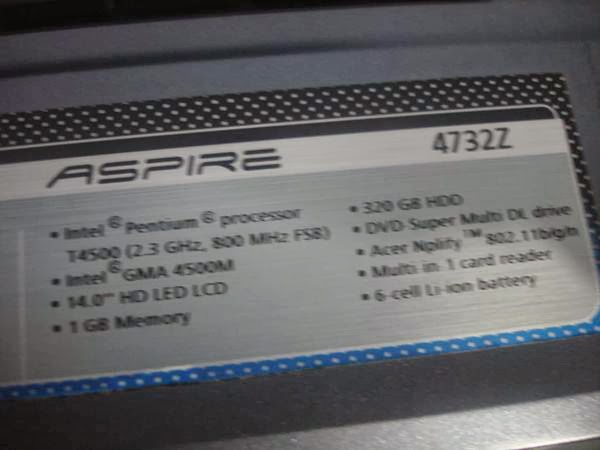 ASPIRE
4732Z
• Intel® Pentium® processor
T4500 (2.3 GHz, 800 MHz FSB)
• Intel® GMA 4500M
• 14.0" HD LED LCD
• 1 GB Memory
• 320 GB HDD
• DVD-Super Multi DL drive
• Acer Nplify™ 802.11b/g/n
• Multi-in-1 card reader
• 6-cell Li-ion battery